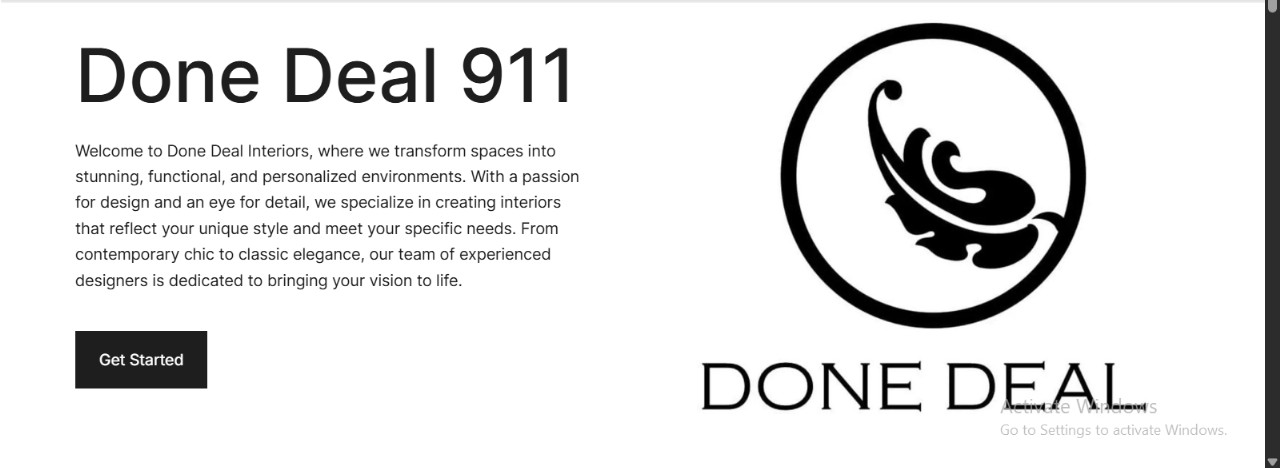 Done Deal 911
Welcome to Done Deal Interiors, where we transform spaces into
stunning, functional, and personalized environments. With a passion
for design and an eye for detail, we specialize in creating interiors
that reflect your unique style and meet your specific needs. From
contemporary chic to classic elegance, our team of experienced
designers is dedicated to bringing your vision to life.
Get Started
DONE DEAL
Activate Windows
Go to Settings to activate Windows.